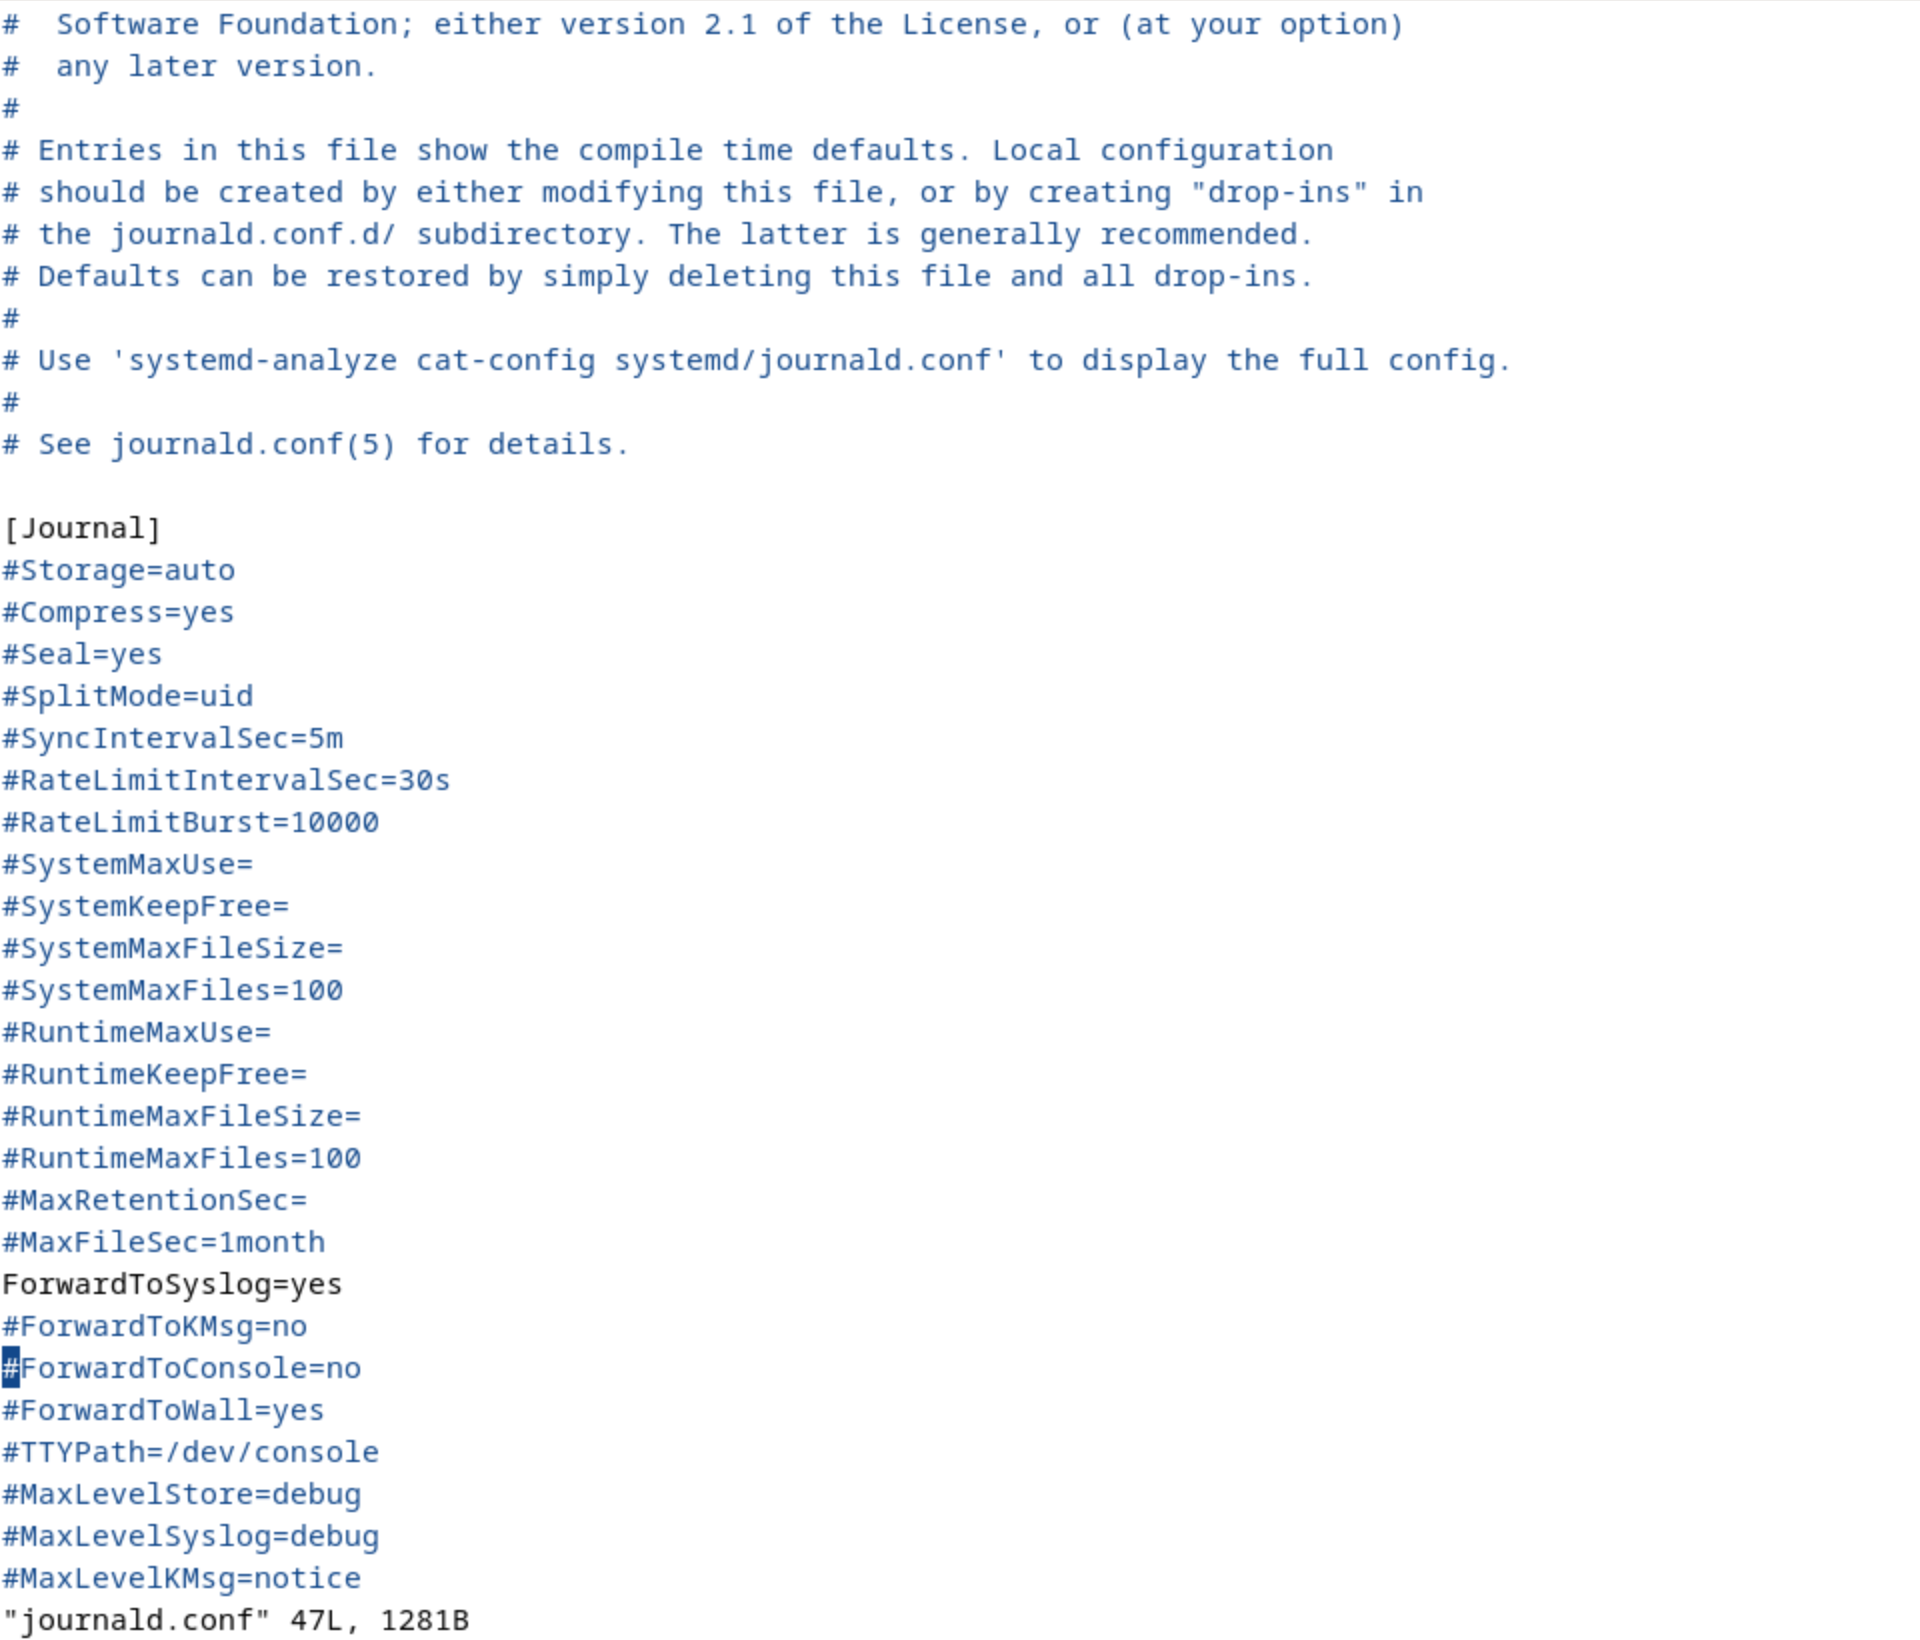 #  Software Foundation; either version 2.1 of the License, or (at your option)
#  any later version.
#
# Entries in this file show the compile time defaults. Local configuration
# should be created by either modifying this file, or by creating "drop-ins" in
# the journald.conf.d/ subdirectory. The latter is generally recommended.
# Defaults can be restored by simply deleting this file and all drop-ins.
#
# Use 'systemd-analyze cat-config systemd/journald.conf' to display the full config.
#
# See journald.conf(5) for details.

[Journal]
#Storage=auto
#Compress=yes
#Seal=yes
#SplitMode=uid
#SyncIntervalSec=5m
#RateLimitIntervalSec=30s
#RateLimitBurst=10000
#SystemMaxUse=
#SystemKeepFree=
#SystemMaxFileSize=
#SystemMaxFiles=100
#RuntimeMaxUse=
#RuntimeKeepFree=
#RuntimeMaxFileSize=
#RuntimeMaxFiles=100
#MaxRetentionSec=
#MaxFileSec=1month
ForwardToSyslog=yes
#ForwardToKMsg=no
#ForwardToConsole=no
#ForwardToWall=yes
#TTYPath=/dev/console
#MaxLevelStore=debug
#MaxLevelSyslog=debug
#MaxLevelKMsg=notice
"journald.conf" 47L, 1281B